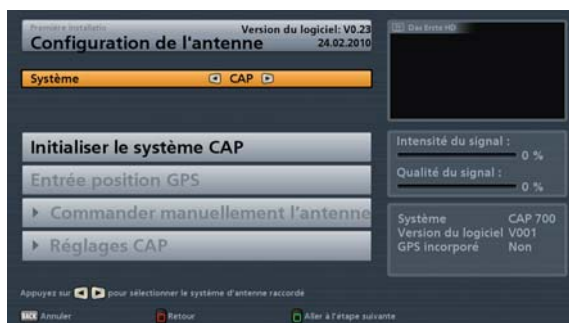 Première installatio
Version du logiciel: V0.23
Configuration de l'antenne
24.02.2010
Das Erste HD
Système CAP
Initialiser le système CAP
Entrée position GPS
Commander manuellement l'antenne
Réglages CAP
Intensité du signal :
0 %
Qualité du signal :
0 %
Système CAP 700
Version du logiciel V001
GPS incorporé Non
Appuyez sur pour sélectionner le système d'antenne raccordé
BACK Annuler Retour Aller à l'étape suivante